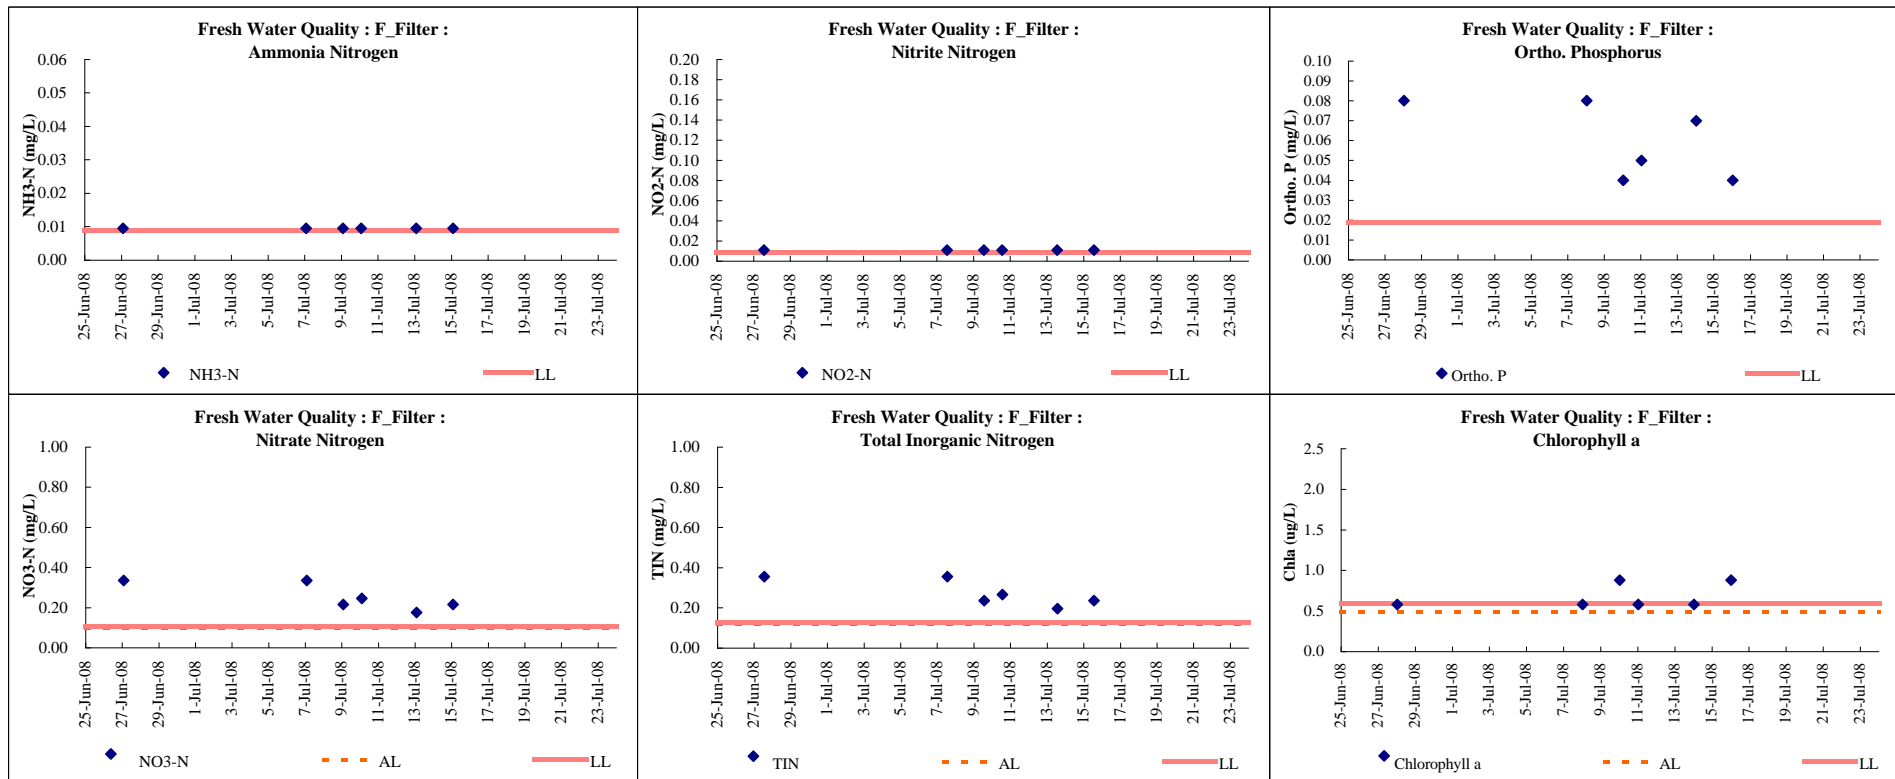 Fresh Water Quality : F_Filter :
Ammonia Nitrogen
NH3-N (mg/L)
0.06
0.05
0.04
0.03
0.02
0.01
0.00
25-Jun-08
27-Jun-08
29-Jun-08
1-Jul-08
3-Jul-08
5-Jul-08
7-Jul-08
9-Jul-08
11-Jul-08
13-Jul-08
15-Jul-08
17-Jul-08
19-Jul-08
21-Jul-08
23-Jul-08
NH3-N
LL
Fresh Water Quality : F_Filter :
Nitrite Nitrogen
NO2-N (mg/L)
0.20
0.18
0.16
0.14
0.12
0.10
0.08
0.06
0.04
0.02
0.00
25-Jun-08
27-Jun-08
29-Jun-08
1-Jul-08
3-Jul-08
5-Jul-08
7-Jul-08
9-Jul-08
11-Jul-08
13-Jul-08
15-Jul-08
17-Jul-08
19-Jul-08
21-Jul-08
23-Jul-08
NO2-N
LL
Fresh Water Quality : F_Filter :
Ortho. Phosphorus
Ortho. P (mg/L)
0.10
0.09
0.08
0.07
0.06
0.05
0.04
0.03
0.02
0.01
0.00
25-Jun-08
27-Jun-08
29-Jun-08
1-Jul-08
3-Jul-08
5-Jul-08
7-Jul-08
9-Jul-08
11-Jul-08
13-Jul-08
15-Jul-08
17-Jul-08
19-Jul-08
21-Jul-08
23-Jul-08
Ortho. P
LL
Fresh Water Quality : F_Filter :
Nitrate Nitrogen
NO3-N (mg/L)
1.00
0.80
0.60
0.40
0.20
0.00
25-Jun-08
27-Jun-08
29-Jun-08
1-Jul-08
3-Jul-08
5-Jul-08
7-Jul-08
9-Jul-08
11-Jul-08
13-Jul-08
15-Jul-08
17-Jul-08
19-Jul-08
21-Jul-08
23-Jul-08
NO3-N
AL
LL
Fresh Water Quality : F_Filter :
Total Inorganic Nitrogen
TIN (mg/L)
1.00
0.80
0.60
0.40
0.20
0.00
25-Jun-08
27-Jun-08
29-Jun-08
1-Jul-08
3-Jul-08
5-Jul-08
7-Jul-08
9-Jul-08
11-Jul-08
13-Jul-08
15-Jul-08
17-Jul-08
19-Jul-08
21-Jul-08
23-Jul-08
TIN
AL
LL
Fresh Water Quality : F_Filter :
Chlorophyll a
Chla (ug/L)
2.5
2.0
1.5
1.0
0.5
0.0
25-Jun-08
27-Jun-08
29-Jun-08
1-Jul-08
3-Jul-08
5-Jul-08
7-Jul-08
9-Jul-08
11-Jul-08
13-Jul-08
15-Jul-08
17-Jul-08
19-Jul-08
21-Jul-08
23-Jul-08
Chlorophyll a
AL
LL